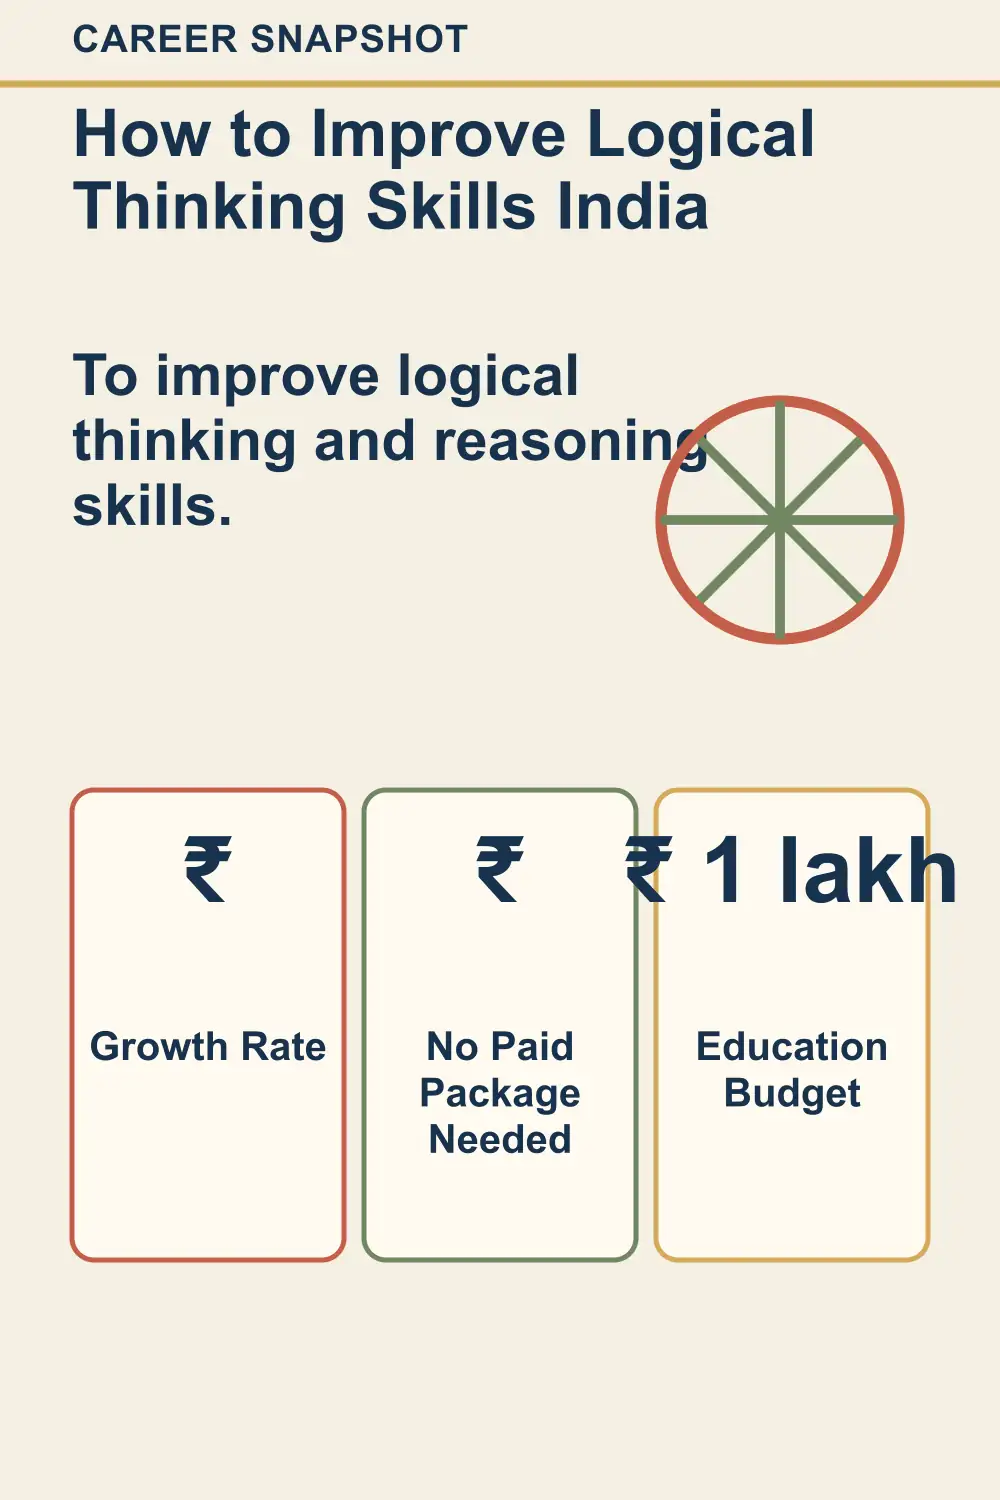 CAREER SNAPSHOT
How to Improve Logical
Thinking Skills India
To improve logical
thinking and reasoning
skills.
₹
Growth Rate
₹
No Paid
Package
Needed
₹ 1 lakh
Education
Budget